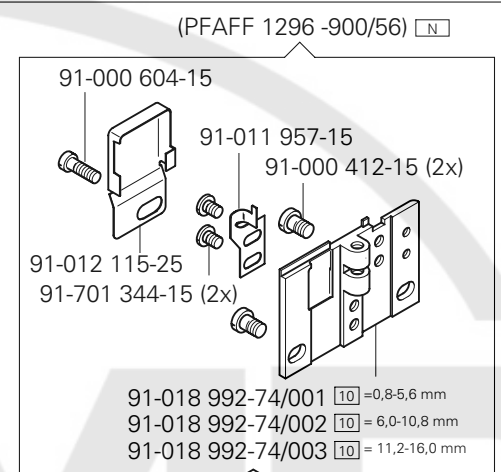 (PFAFF 1296 -900/56) N
91-000 604-15
91-011 957-15
91-000 412-15 (2x)
91-012 115-25
91-701 344-15 (2x)
91-018 992-74/001 10 =0,8-5,6 mm
91-018 992-74/002 10 = 6,0-10,8 mm
91-018 992-74/003 10 = 11,2-16,0 mm